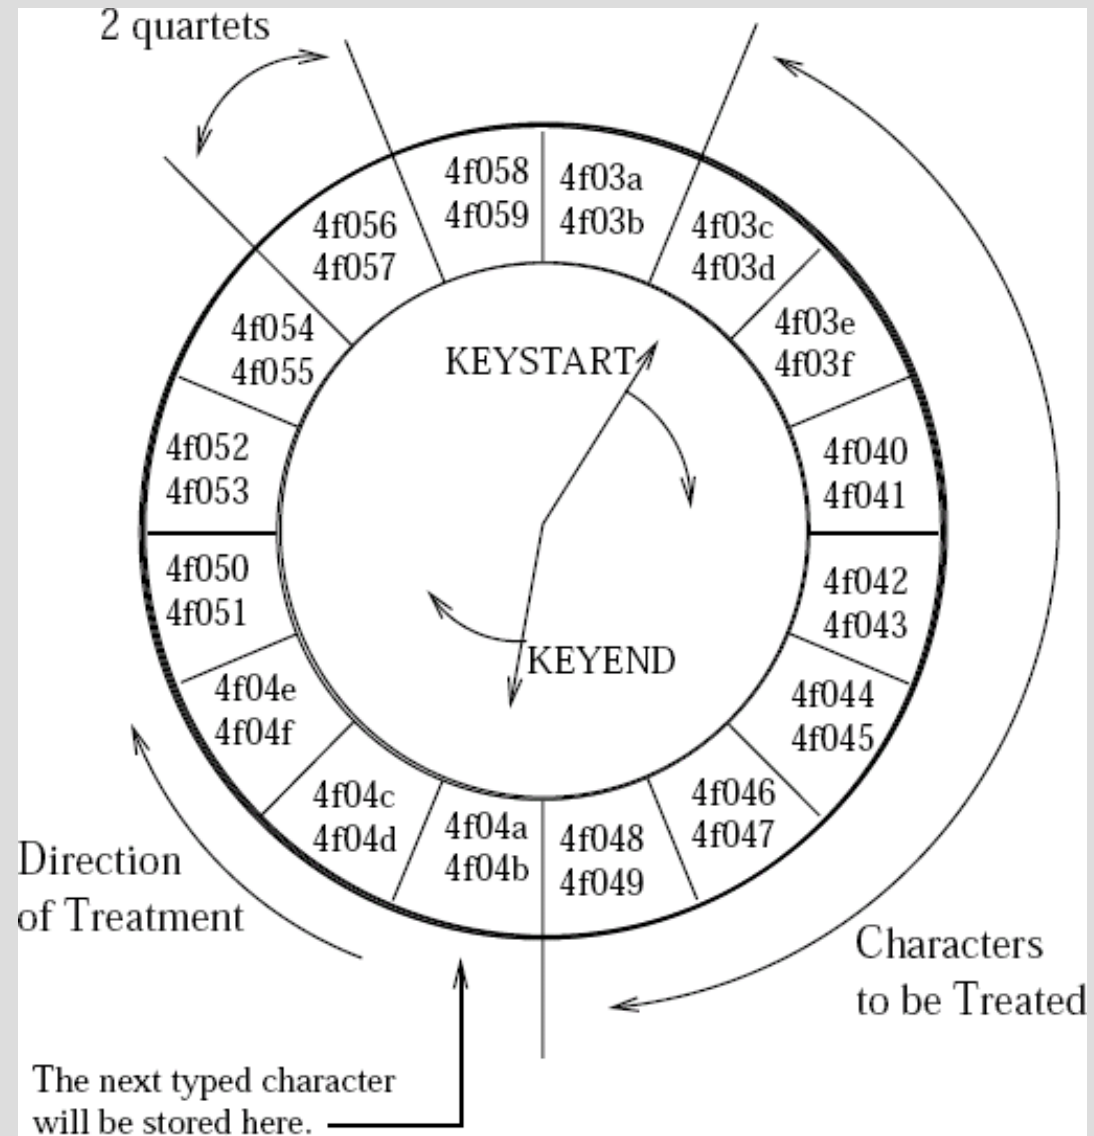 2 quartets
4f058
4f059
4f03a
4f03b
4f056
4f057
4f03c
4f03d
4f054
4f055
4f03e
4f03f
KEYSTART
4f052
4f053
4f040
4f041
4f050
4f051
4f042
4f043
KEYEND
4f04e
4f04f
4f044
4f045
4f04c
4f04d
4f04a
4f04b
4f048
4f049
4f046
4f047
Direction
of Treatment
Characters
to be Treated
The next typed character
will be stored here.